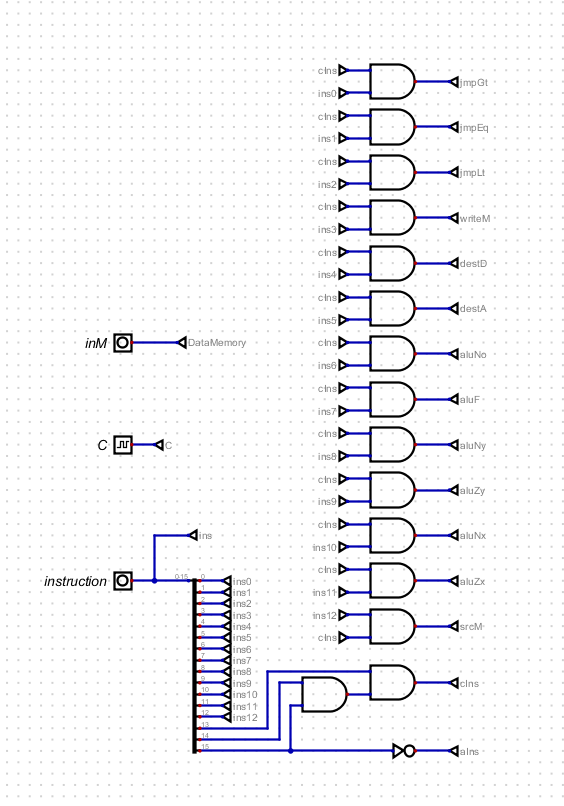 cIns
jmpGt
ins0
cIns
jmpEq
ins1
cIns
jmpLt
ins2
cIns
writeM
ins3
cIns
destD
ins4
cIns
destA
ins5
inM
DataMemory
cIns
aluNo
ins6
cIns
aluF
ins7
C
C
cIns
aluNy
ins8
cIns
aluZy
ins9
cIns
aluNx
ins10
ins
cIns
aluZx
ins11
instruction
0-15
0
ins0
1
ins1
2
ins2
3
ins3
4
ins4
5
ins5
6
ins6
7
ins7
8
ins8
9
ins9
10
ins10
11
ins11
12
ins12
13
14
15
ins12
srcM
cIns
cIns
aIns